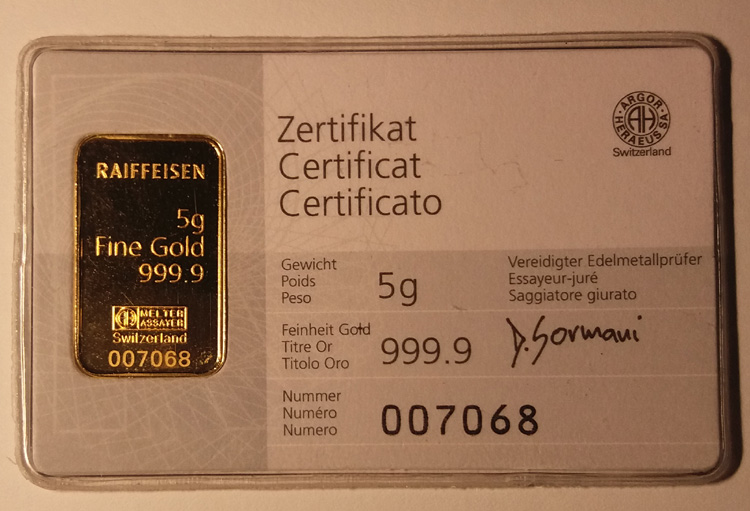 RAIFFEISEN
5g
Fine Gold
999.9
AH MELTER
ASSAYER
Switzerland
007068
Zertifikat
Certificat
Certificato
ARGOR
AH
HERAEUS SA
Switzerland
Gewicht
Poids
Peso
5g
Vereidigter Edelmetallprüfer
Essayeur-juré
Saggiatore giurato
Feinheit Gold
Titre Or
Titolo Oro
999.9
D. Sormani
Nummer
Numéro
Numero
007068